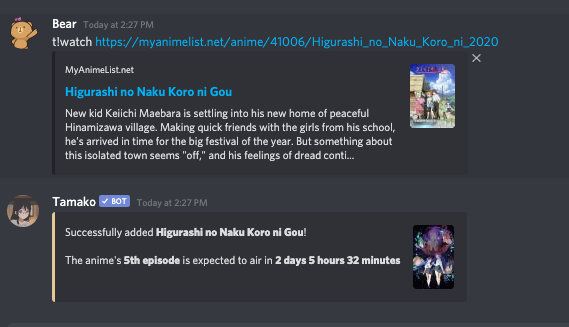 Bear Today at 2:27 PM
t!watch https://myanimelist.net/anime/41006/Higurashi_no_Naku_Koro_ni_2020
MyAnimeList.net
Higurashi no Naku Koro ni Gou
New kid Keiichi Maebara is settling into his new home of peaceful
Hinamizawa village. Making quick friends with the girls from his school,
he's arrived in time for the big festival of the year. But something about
this isolated town seems "off," and his feelings of dread conti...
Tamako ✓ BOT Today at 2:27 PM
Successfully added Higurashi no Naku Koro ni Gou!
The anime's 5th episode is expected to air in 2 days 5 hours 32 minutes